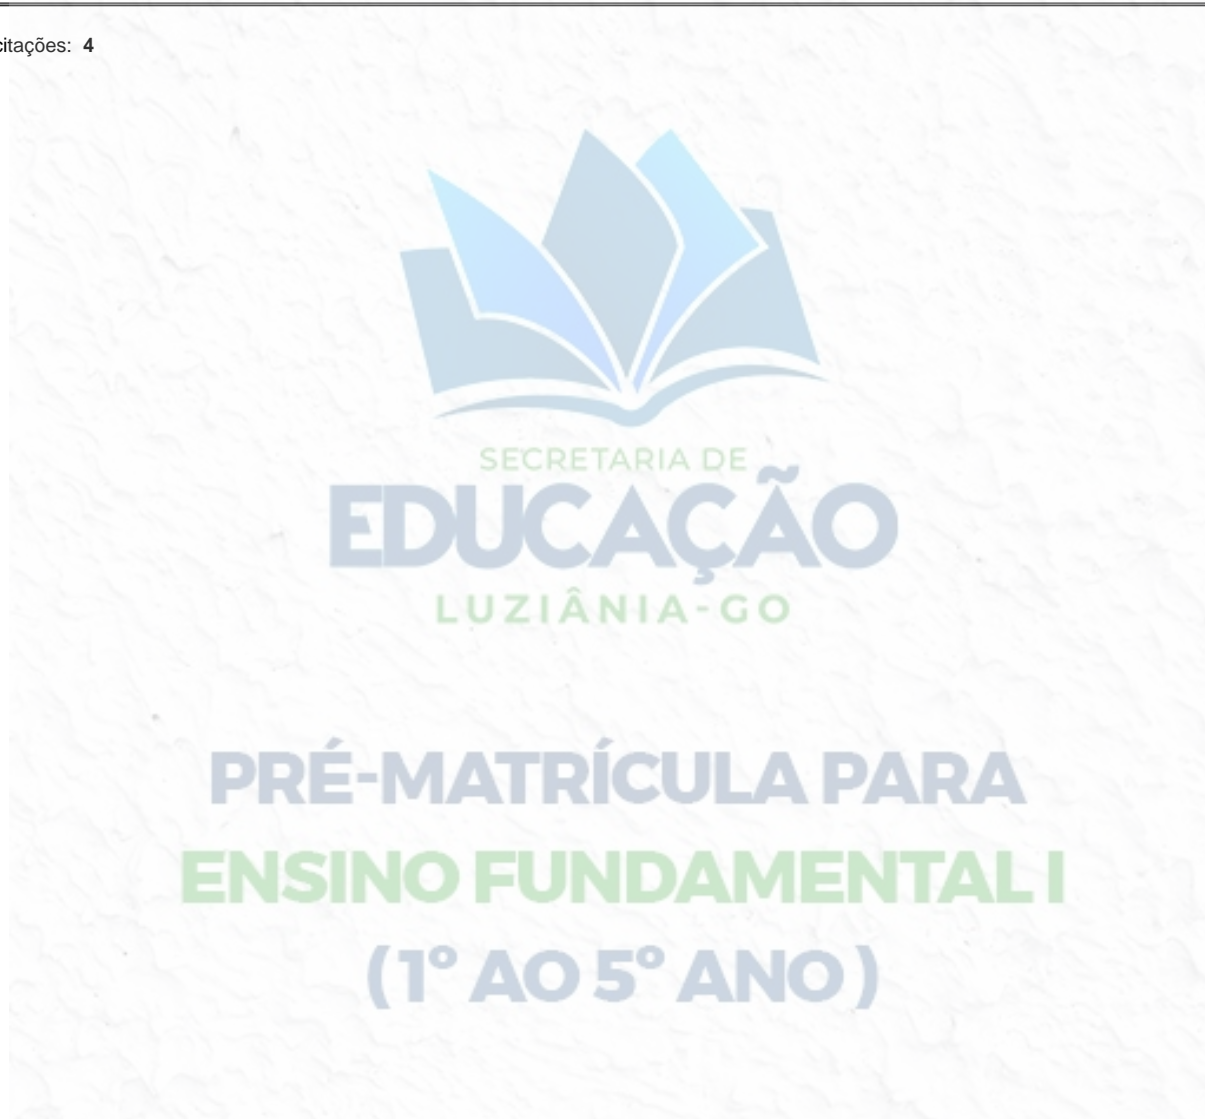 citações: 4
SECRETARIA DE
EDUCAÇÃO
LUZIÂNIA-GO
PRÉ-MATRÍCULA PARA
ENSINO FUNDAMENTAL I
(1º AO 5º ANO)